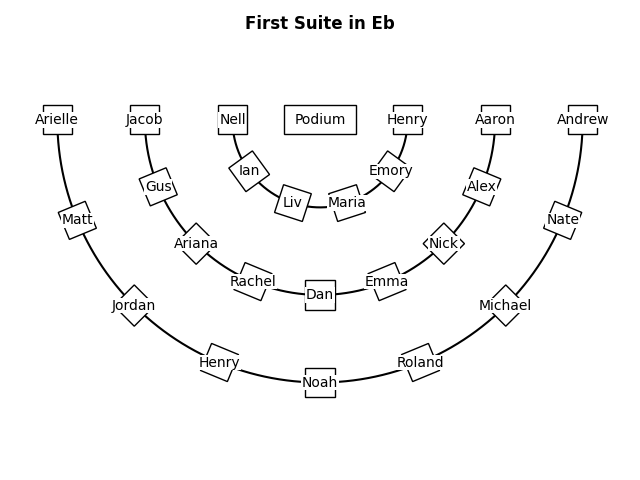 First Suite in Eb
Arielle Jacob Nell Podium Henry Aaron Andrew
Ian Emory
Gus Alex
Liv Maria
Matt Nate
Ariana Nick
Rachel Emma
Dan
Jordan Michael
Henry Roland
Noah